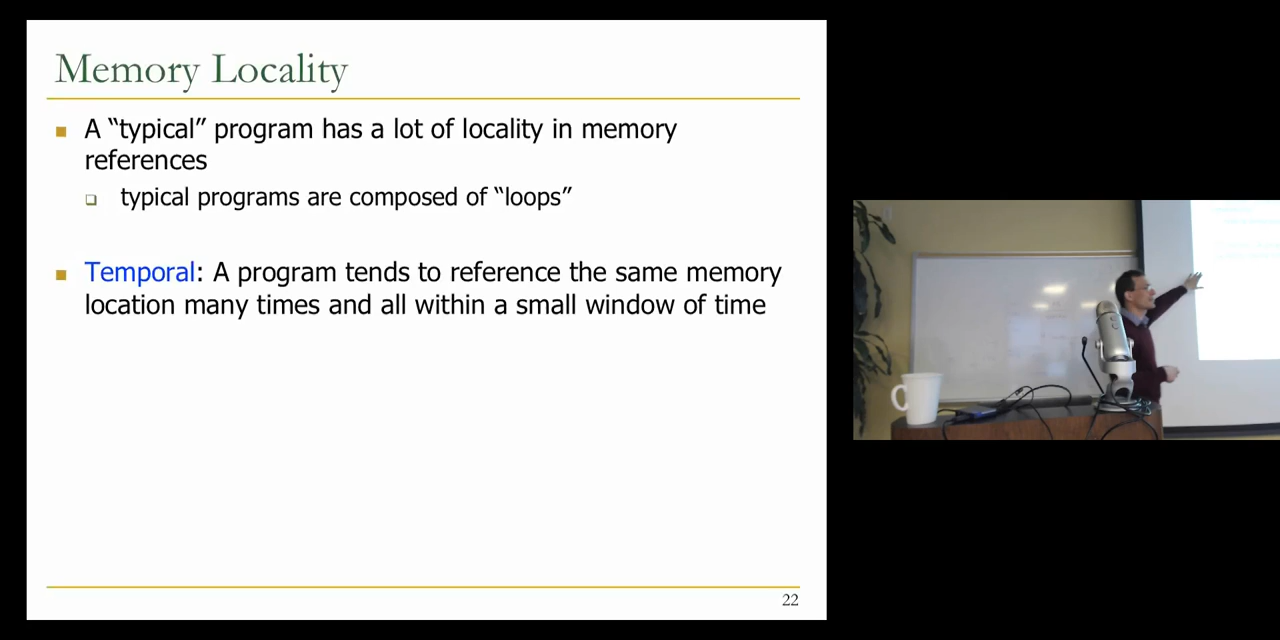 Memory Locality
A “typical” program has a lot of locality in memory
references
typical programs are composed of “loops”
Temporal: A program tends to reference the same memory
location many times and all within a small window of time
22